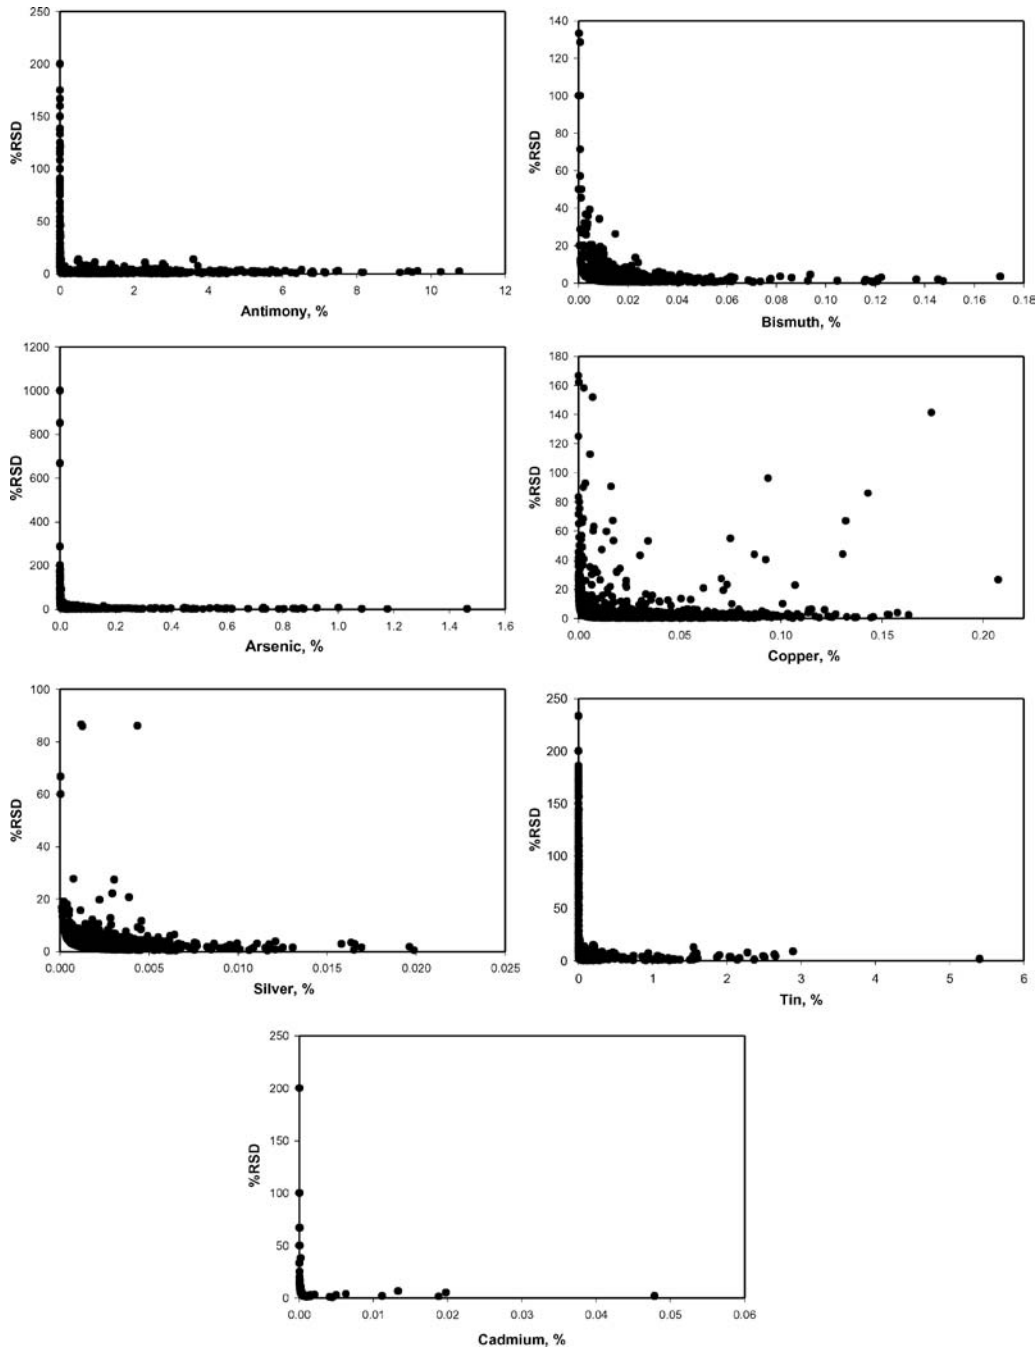 250
200
150
100
50
0
%RSD
0 2 4 6 8 10 12
Antimony, %
140
120
100
80
60
40
20
0
%RSD
0.00 0.02 0.04 0.06 0.08 0.10 0.12 0.14 0.16 0.18
Bismuth, %
1200
1000
800
600
400
200
0
%RSD
0.0 0.2 0.4 0.6 0.8 1.0 1.2 1.4 1.6
Arsenic, %
180
160
140
120
100
80
60
40
20
0
%RSD
0.00 0.05 0.10 0.15 0.20
Copper, %
100
80
60
40
20
0
%RSD
0.000 0.005 0.010 0.015 0.020 0.025
Silver, %
250
200
150
100
50
0
%RSD
0 1 2 3 4 5 6
Tin, %
250
200
150
100
50
0
%RSD
0.00 0.01 0.02 0.03 0.04 0.05 0.06
Cadmium, %